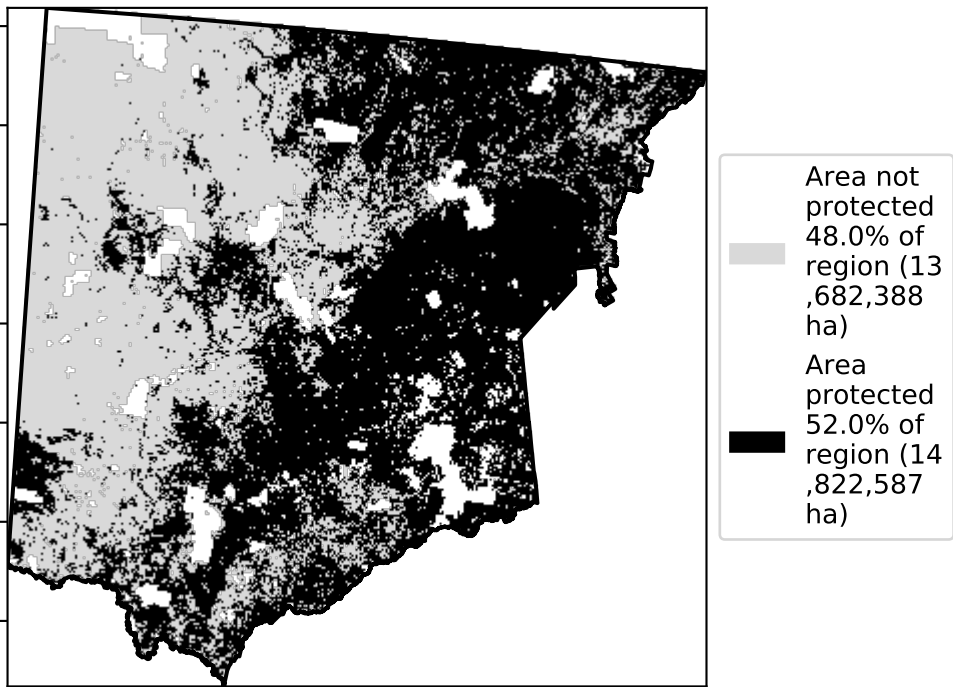 Area not
protected
48.0% of
region (13
,682,388
ha)
Area
protected
52.0% of
region (14
,822,587
ha)